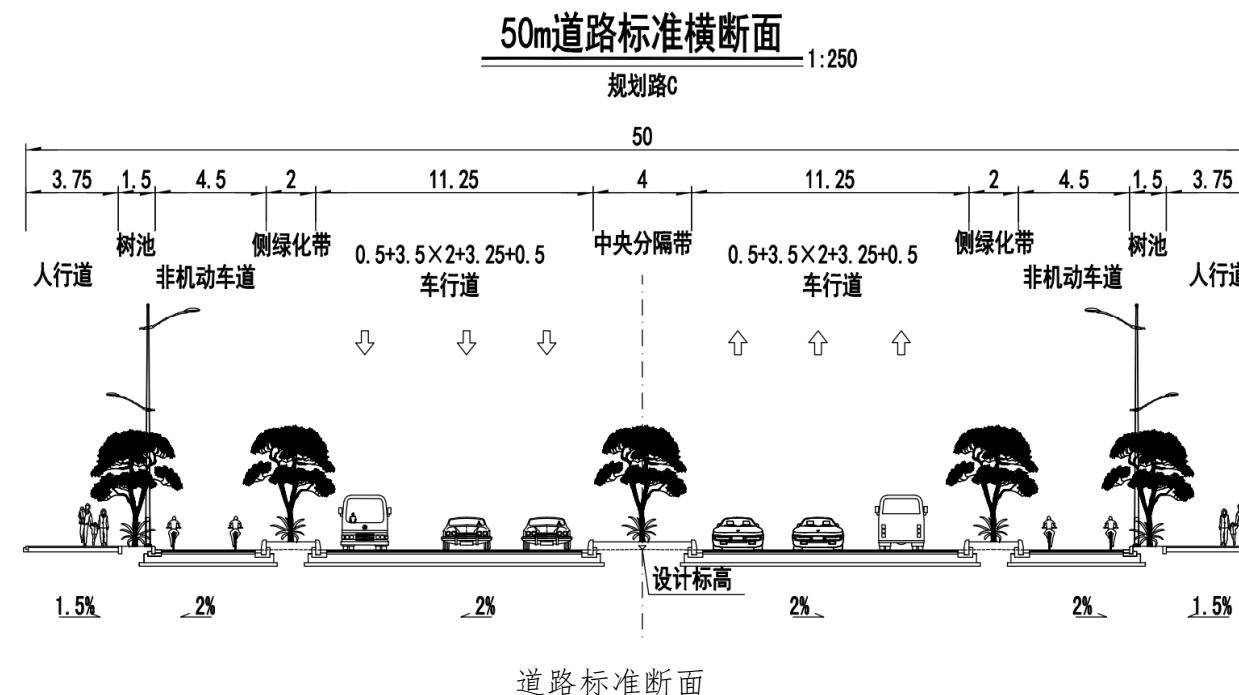 50m道路标准横断面
1:250
规划路C
50
3.75 1.5 4.5 2 11.25 4 11.25 2 4.5 1.5 3.75
树池 侧绿化带 中央分隔带 侧绿化带 树池
0.5+3.5×2+3.25+0.5 0.5+3.5×2+3.25+0.5
人行道 非机动车道 车行道 车行道 非机动车道 人行道
设计标高
1.5% 2% 2% 2% 2% 1.5%
道路标准断面